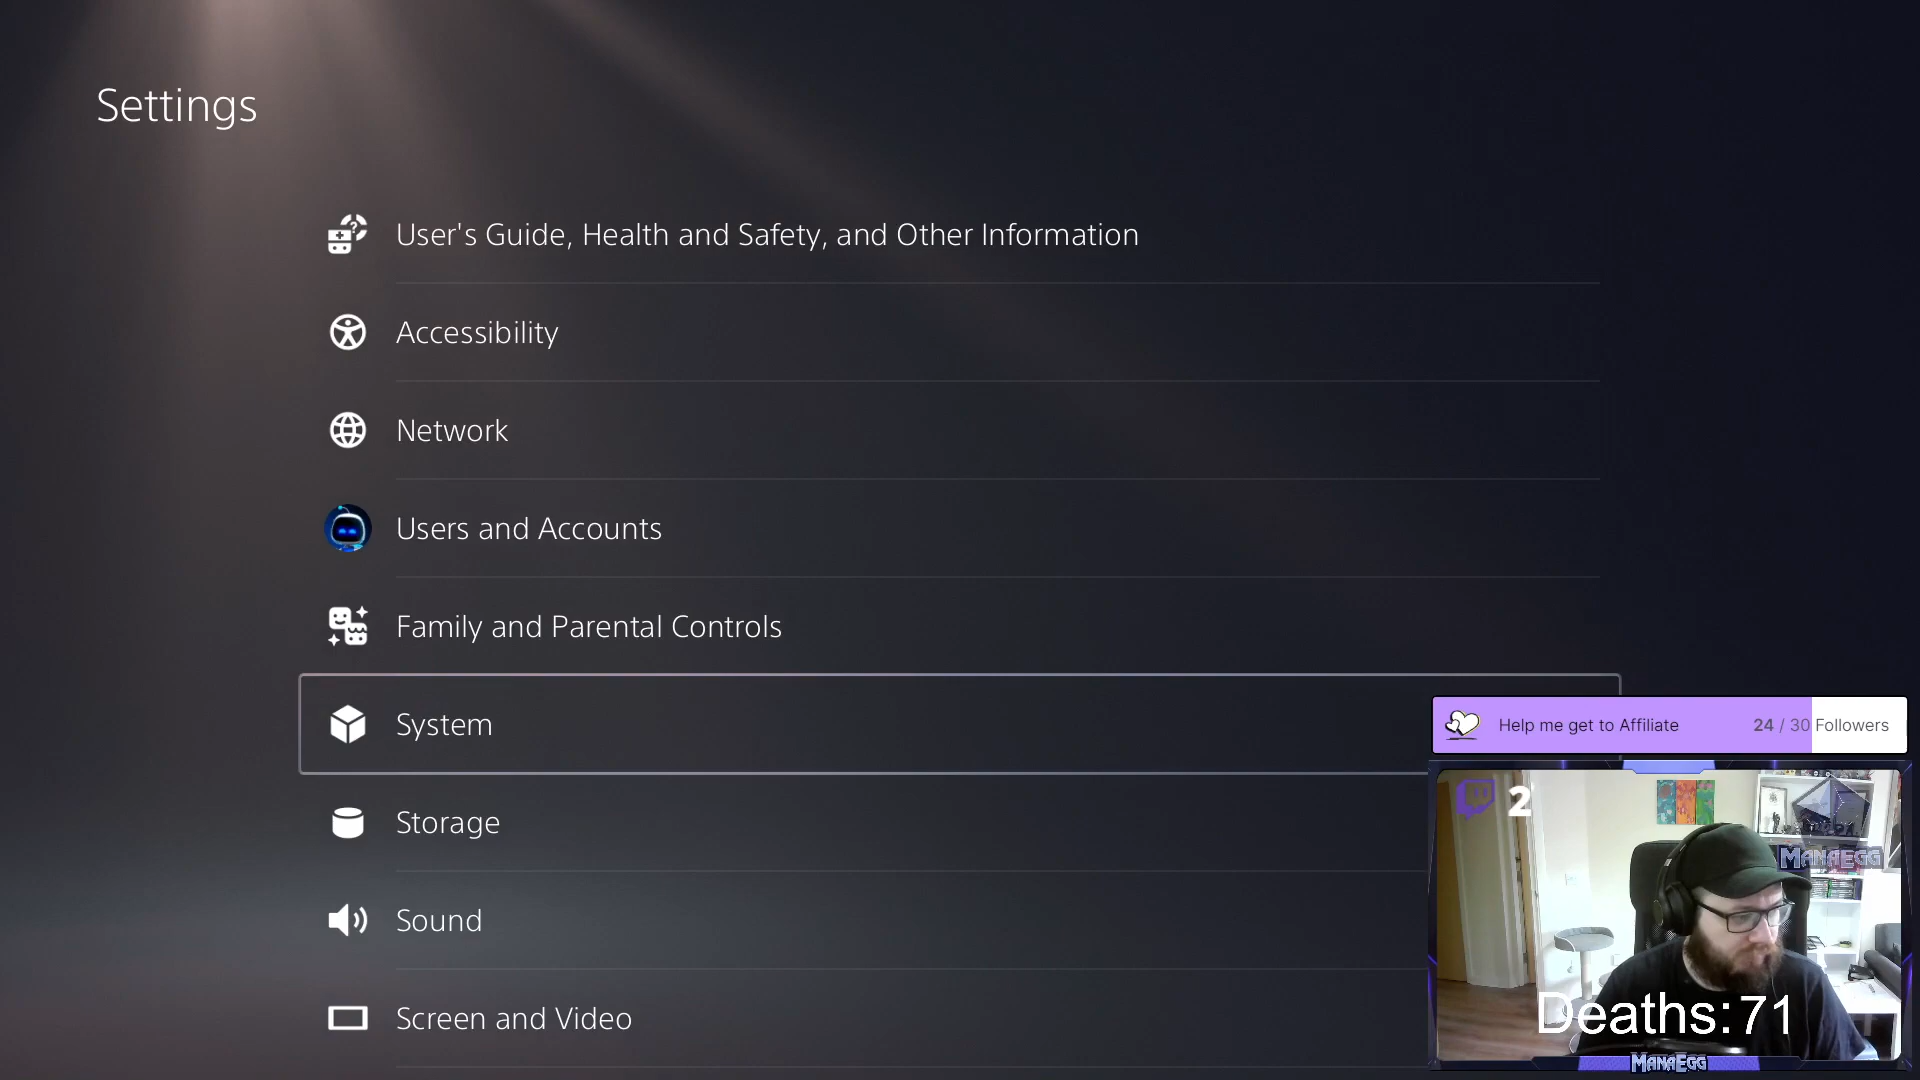 Settings
User's Guide, Health and Safety, and Other Information
Accessibility
Network
Users and Accounts
Family and Parental Controls
System
Help me get to Affiliate 24 / 30 Followers
Storage
2
MANAEGG
Sound
Deaths:71
Screen and Video
MANAEGG